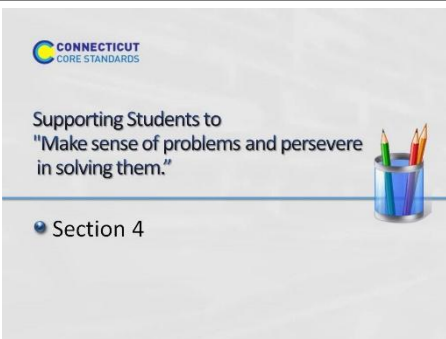 CONNECTICUT
CORE STANDARDS
Supporting Students to
"Make sense of problems and persevere
in solving them.”
Section 4